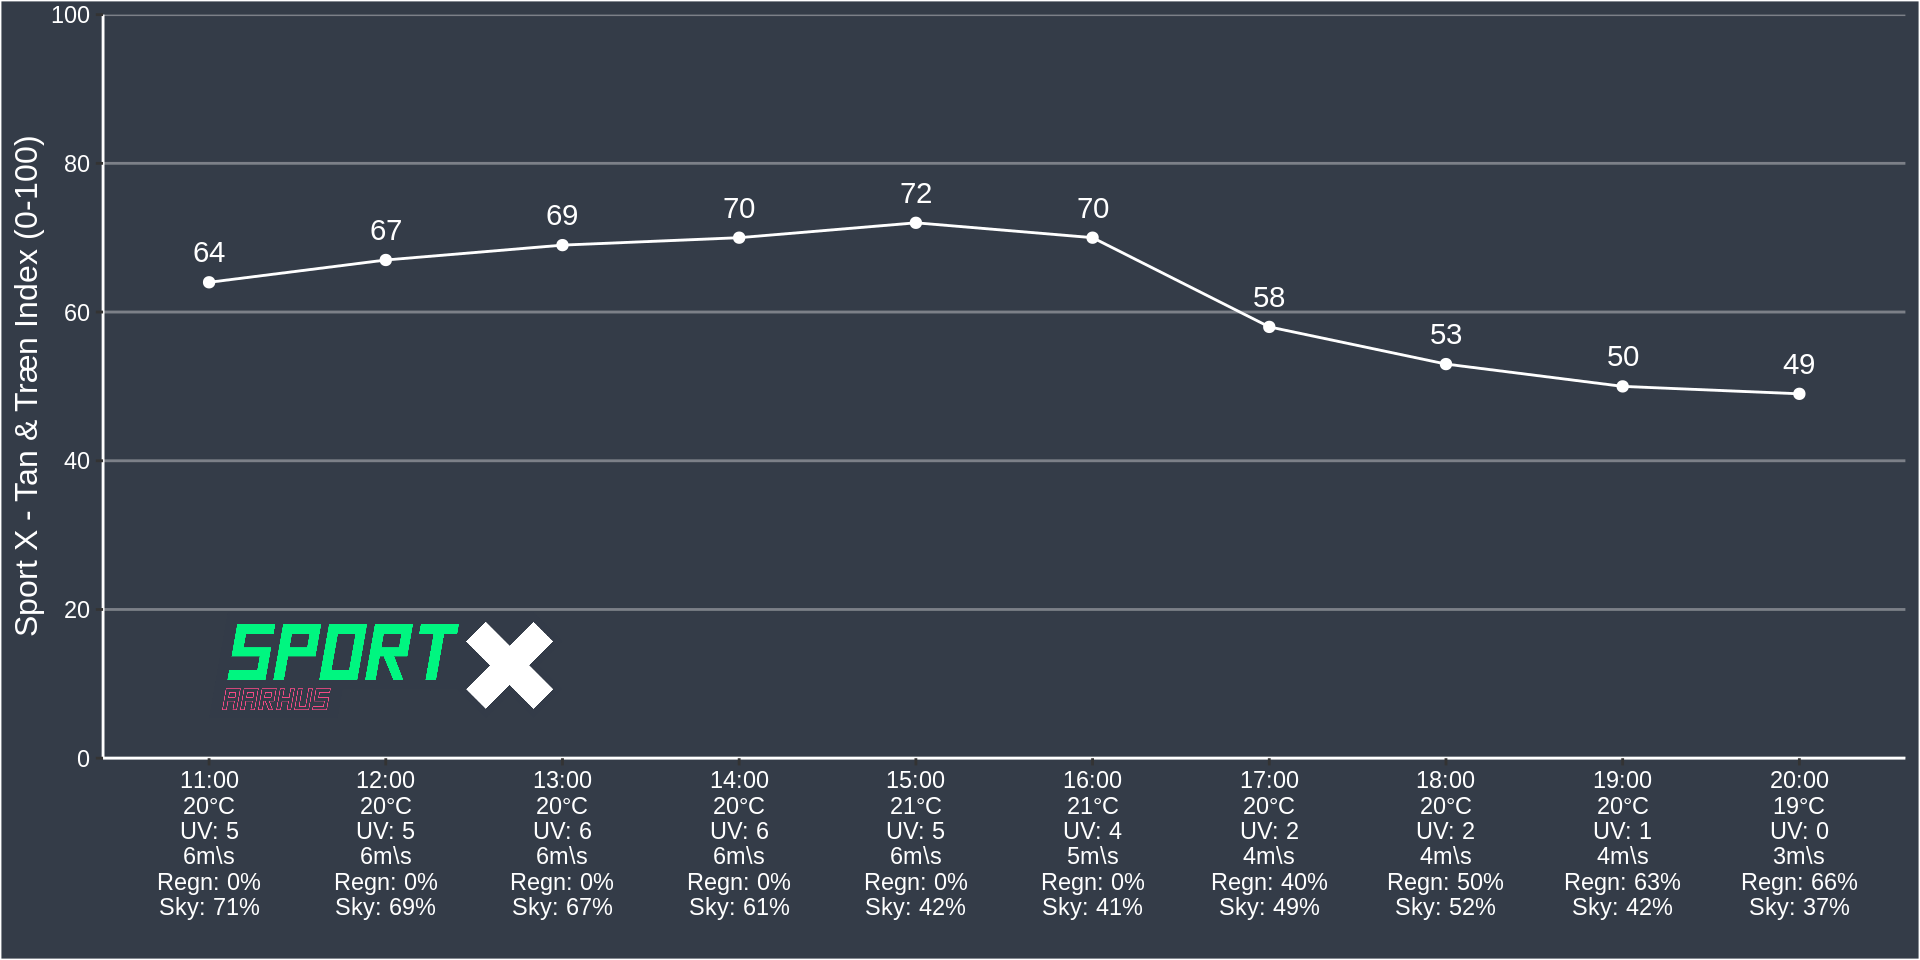 100
80
60
40
20
0
Sport X - Tan & Træn Index (0-100)
64 67 69 70 72 70 58 53 50 49
SPORT X
AARHUS
11:00 12:00 13:00 14:00 15:00 16:00 17:00 18:00 19:00 20:00
20°C 20°C 20°C 20°C 21°C 21°C 20°C 20°C 20°C 19°C
UV: 5 UV: 5 UV: 6 UV: 6 UV: 5 UV: 4 UV: 2 UV: 2 UV: 1 UV: 0
6m\s 6m\s 6m\s 6m\s 6m\s 5m\s 4m\s 4m\s 4m\s 3m\s
Regn: 0% Regn: 0% Regn: 0% Regn: 0% Regn: 0% Regn: 0% Regn: 40% Regn: 50% Regn: 63% Regn: 66%
Sky: 71% Sky: 69% Sky: 67% Sky: 61% Sky: 42% Sky: 41% Sky: 49% Sky: 52% Sky: 42% Sky: 37%